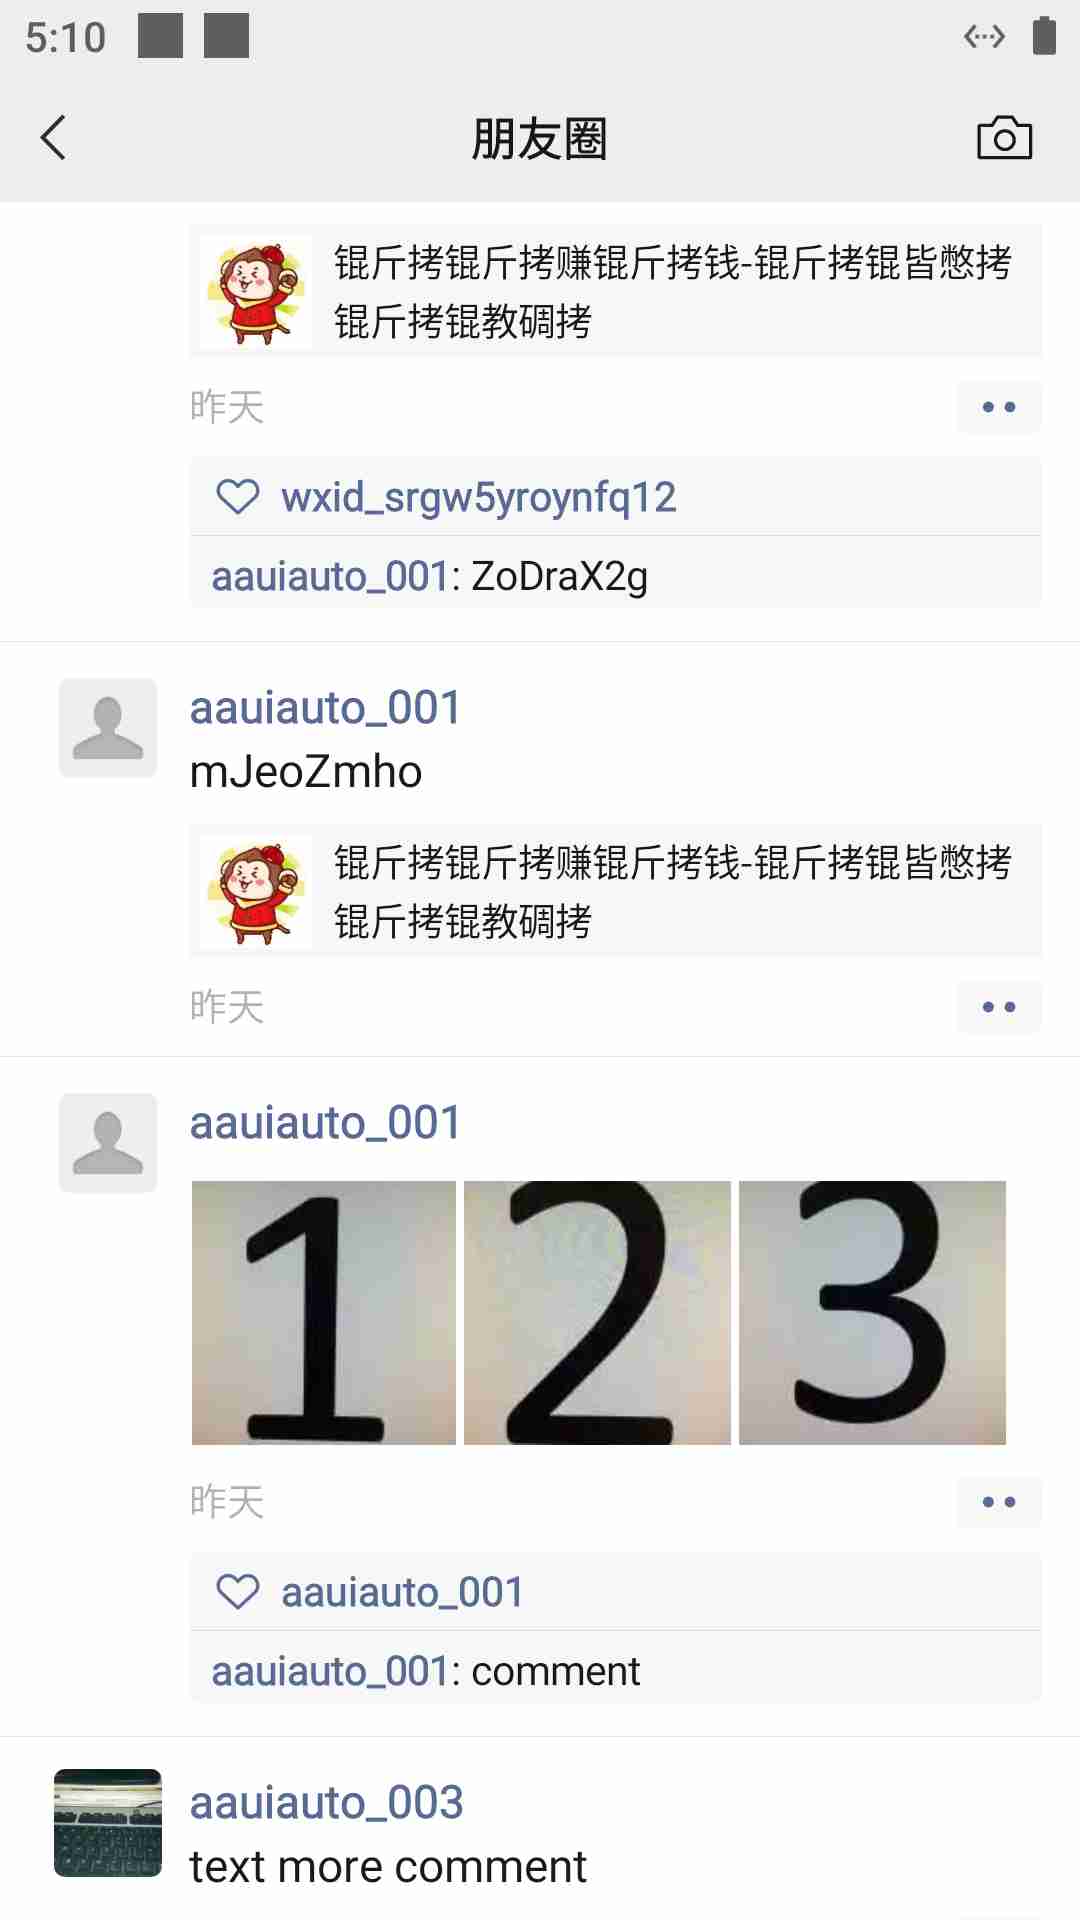 5:10
朋友圈
锟斤拷锟斤拷赚锟斤拷钱-锟斤拷锟皆憋拷
锟斤拷锟教碉拷
昨天
wxid_srgw5yroynfq12
aauiauto_001: ZoDraX2g
aauiauto_001
mJeoZmho
锟斤拷锟斤拷赚锟斤拷钱-锟斤拷锟皆憋拷
锟斤拷锟教碉拷
昨天
aauiauto_001
1 2 3
昨天
aauiauto_001
aauiauto_001: comment
aauiauto_003
text more comment